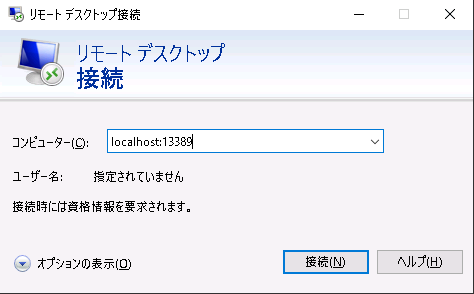 リモート デスクトップ接続
リモート デスクトップ
接続
コンピューター(C): localhost:13389
ユーザー名: 指定されていません
接続時には資格情報を要求されます。
オプションの表示(O) 接続(N) ヘルプ(H)